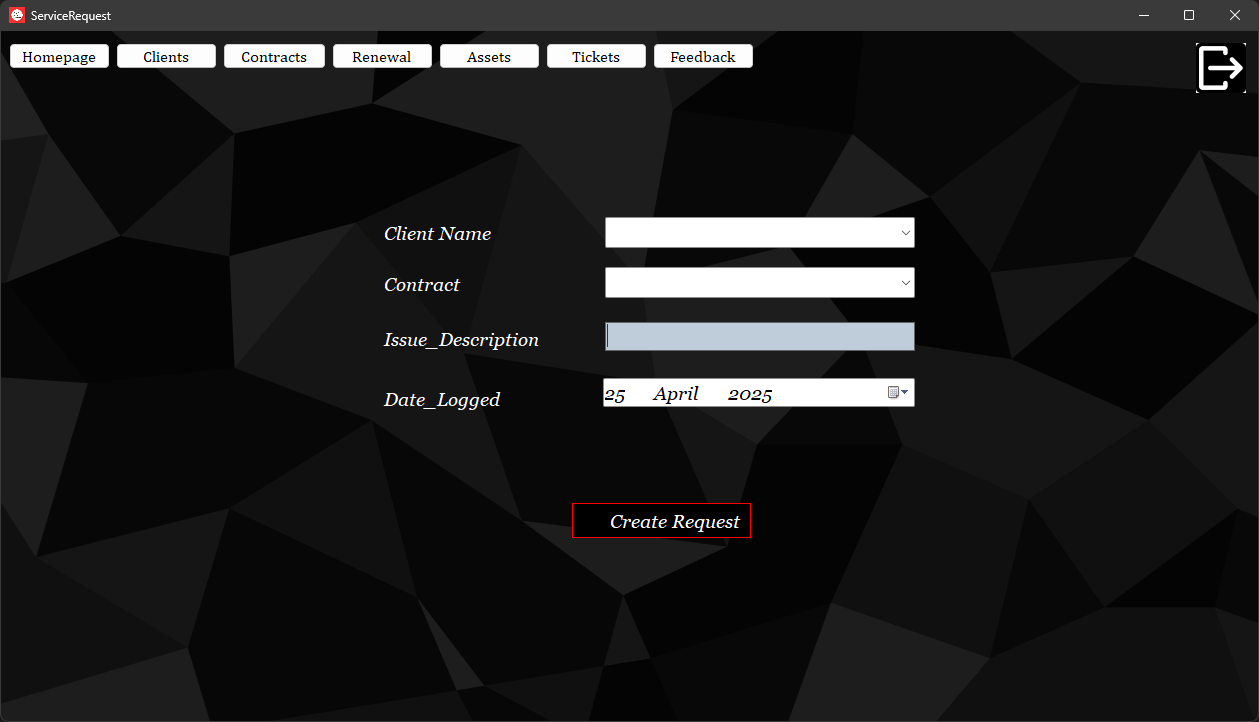 ServiceRequest
Homepage Clients Contracts Renewal Assets Tickets Feedback
Client Name
Contract
Issue_Description
Date_Logged 25 April 2025
Create Request